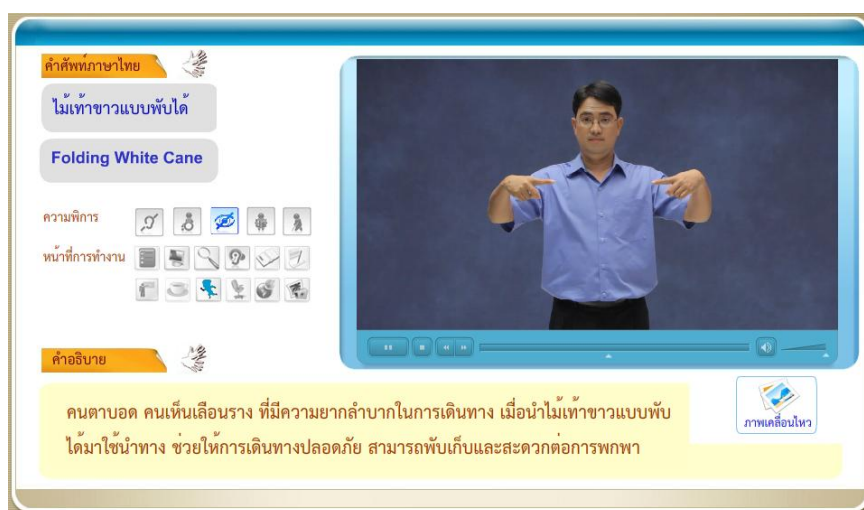 คำศัพท์ภาษาไทย
ไม้เท้าขาวแบบพับได้
Folding White Cane
ความพิการ
หน้าที่การทำงาน
คำอธิบาย
คนตาบอด คนเห็นเลือนราง ที่มีความยากลำบากในการเดินทาง เมื่อนำไม้เท้าขาวแบบพับ
ได้มาใช้นำทาง ช่วยให้การเดินทางปลอดภัย สามารถพับเก็บและสะดวกต่อการพกพา
ภาพเคลื่อนไหว